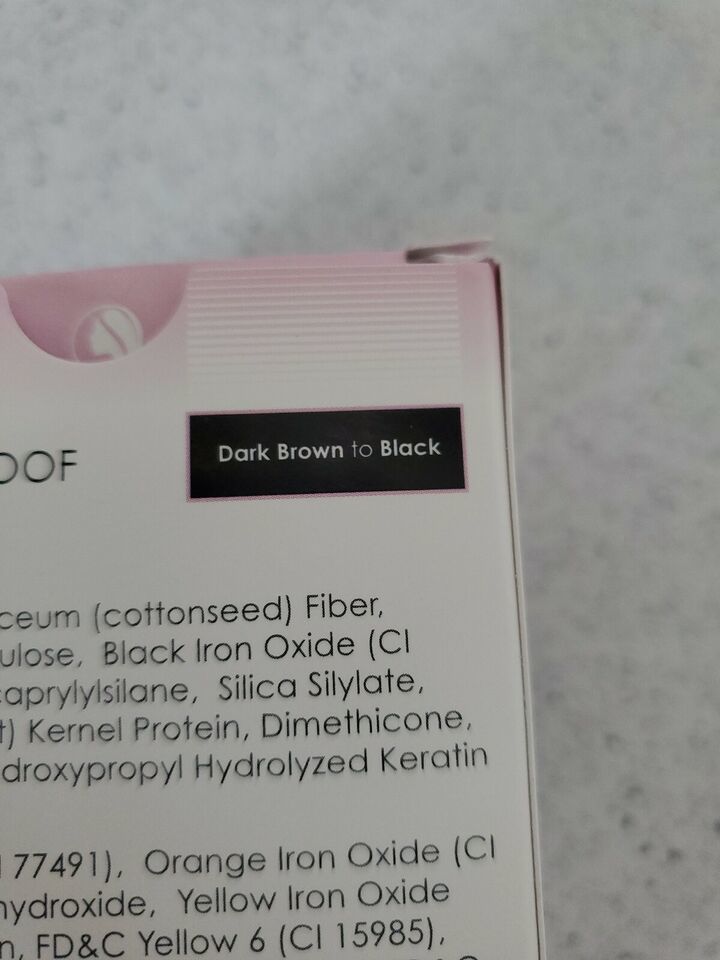 Dark Brown to Black
OOF
ceum (cottonseed) Fiber,
ulose, Black Iron Oxide (CI
caprylylsilane, Silica Silylate,
t) Kernel Protein, Dimethicone,
droxypropyl Hydrolyzed Keratin
77491), Orange Iron Oxide (CI
hydroxide, Yellow Iron Oxide
n, FD&C Yellow 6 (CI 15985),